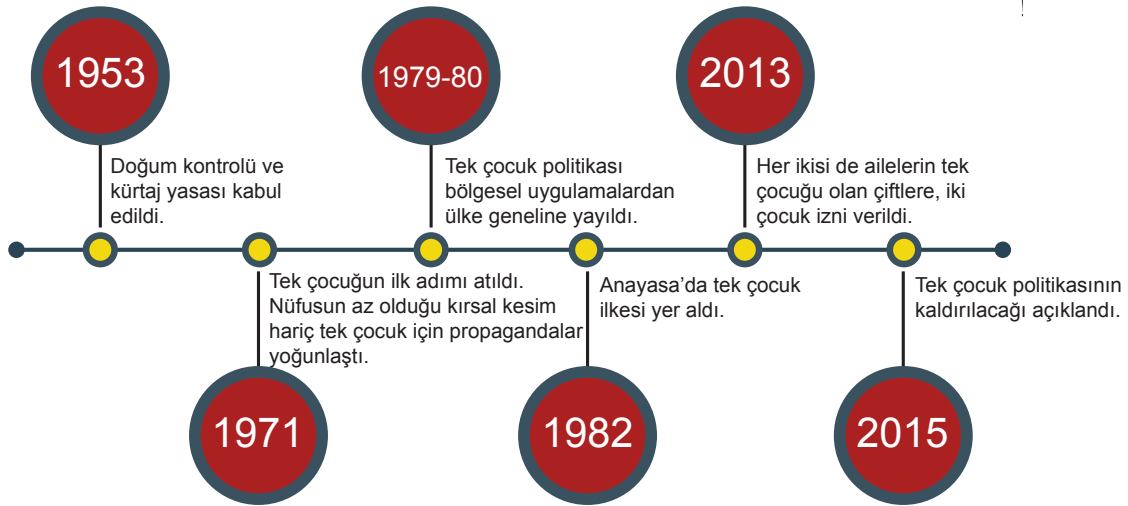 1953
Doğum kontrolü ve
kürtaj yasası kabul
edildi.
1971
Tek çocuğun ilk adımı atıldı.
Nüfusun az olduğu kırsal kesim
hariç tek çocuk için propagandalar
yoğunlaştı.
1979-80
Tek çocuk politikası
bölgesel uygulamalardan
ülke geneline yayıldı.
1982
Anayasa’da tek çocuk
ilkesi yer aldı.
2013
Her ikisi de ailelerin tek
çocuğu olan çiftlere, iki
çocuk izni verildi.
2015
Tek çocuk politikasının
kaldırılacağı açıklandı.